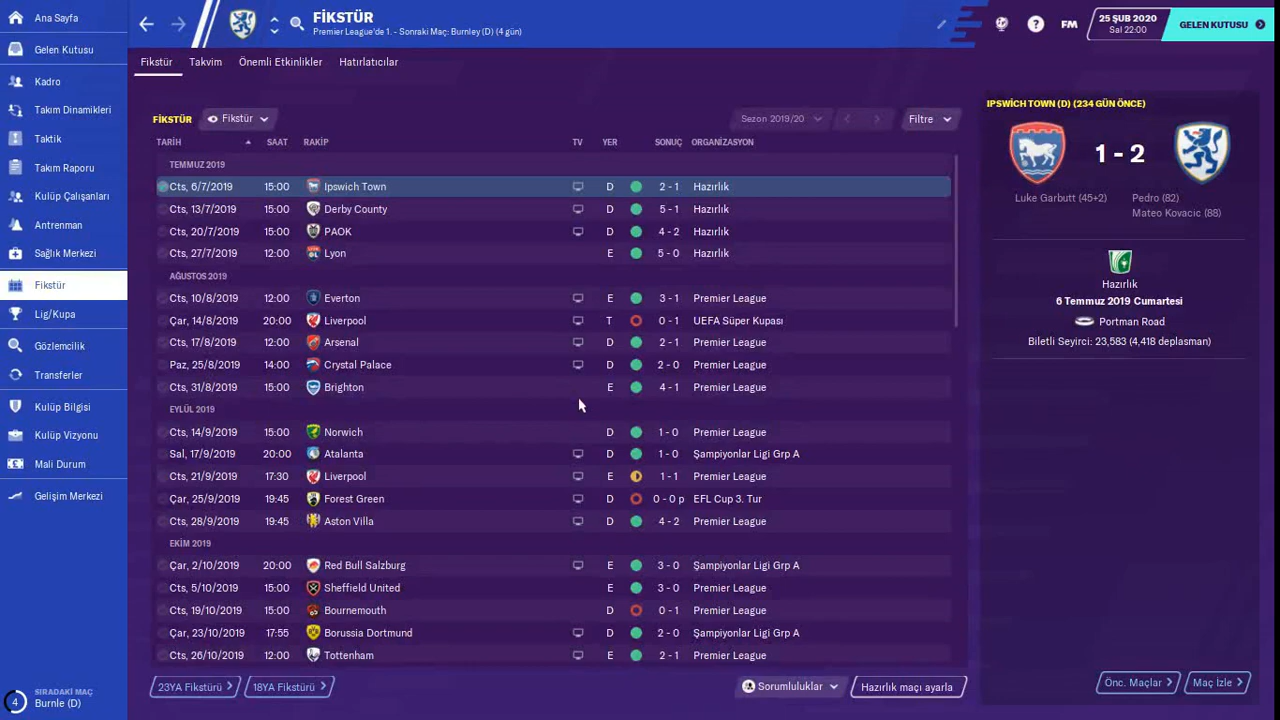 Ana Sayfa
Gelen Kutusu
Kadro
Takım Dinamikleri
Taktik
Takım Raporu
Kulüp Çalışanları
Antrenman
Sağlık Merkezi
Fikstür
Lig/Kupa
Gözlemcilik
Transferler
Kulüp Bilgisi
Kulüp Vizyonu
Mali Durum
Gelişim Merkezi
4 SIRADAKİ MAÇ
Burnle (D)
FİKSTÜR
Premier League'de 1. - Sonraki Maç: Burnley (D) (4 gün)
? FM 25 ŞUB 2020
Sal 22:00
GELEN KUTUSU
Fikstür Takvim Önemli Etkinlikler Hatırlatıcılar
FİKSTÜR Fikstür Sezon 2019/20 Filtre
TARİH SAAT RAKİP TV YER SONUÇ ORGANİZASYON
TEMMUZ 2019
Cts, 6/7/2019 15:00 Ipswich Town D 2 - 1 Hazırlık
Cts, 13/7/2019 15:00 Derby County D 5 - 1 Hazırlık
Cts, 20/7/2019 15:00 PAOK D 4 - 2 Hazırlık
Cts, 27/7/2019 12:00 Lyon E 5 - 0 Hazırlık
AĞUSTOS 2019
Cts, 10/8/2019 12:00 Everton E 3 - 1 Premier League
Çar, 14/8/2019 20:00 Liverpool T 0 - 1 UEFA Süper Kupası
Cts, 17/8/2019 12:00 Arsenal D 2 - 1 Premier League
Paz, 25/8/2019 14:00 Crystal Palace D 2 - 0 Premier League
Cts, 31/8/2019 15:00 Brighton E 4 - 1 Premier League
EYLÜL 2019
Cts, 14/9/2019 15:00 Norwich D 1 - 0 Premier League
Sal, 17/9/2019 20:00 Atalanta D 1 - 0 Şampiyonlar Ligi Grp A
Cts, 21/9/2019 17:30 Liverpool E 1 - 1 Premier League
Çar, 25/9/2019 19:45 Forest Green D 0 - 0 p EFL Cup 3. Tur
Cts, 28/9/2019 19:45 Aston Villa D 4 - 2 Premier League
EKİM 2019
Çar, 2/10/2019 20:00 Red Bull Salzburg E 3 - 0 Şampiyonlar Ligi Grp A
Cts, 5/10/2019 15:00 Sheffield United E 3 - 0 Premier League
Cts, 19/10/2019 15:00 Bournemouth D 0 - 1 Premier League
Çar, 23/10/2019 17:55 Borussia Dortmund D 2 - 0 Şampiyonlar Ligi Grp A
Cts, 26/10/2019 12:00 Tottenham E 2 - 1 Premier League
23YA Fikstürü 18YA Fikstürü Sorumluluklar Hazırlık maçı ayarla
IPSWİCH TOWN (D) (234 GÜN ÖNCE)
1 - 2
Luke Garbutt (45+2) Pedro (82)
Mateo Kovacic (88)
Hazırlık
6 Temmuz 2019 Cumartesi
Portman Road
Biletli Seyirci: 23,583 (4,418 deplasman)
Önc. Maçlar Maç İzle